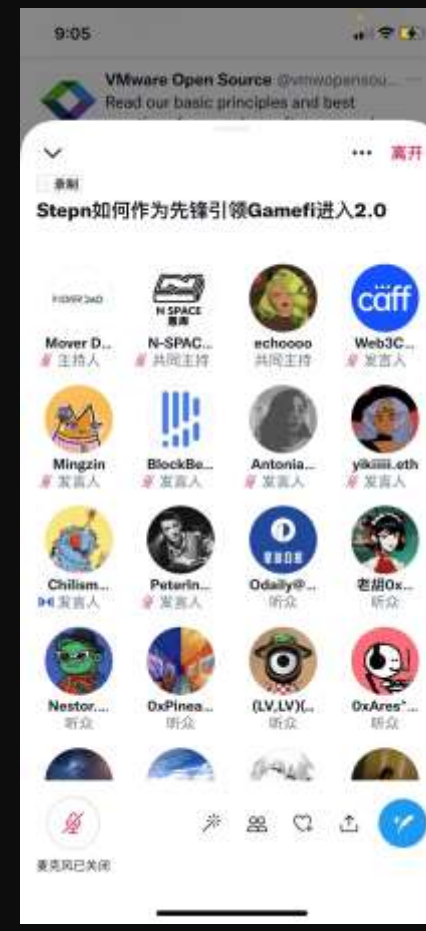 9:05
VMware Open Source @vmwopensou...
Read our basic principles and best
离开
录制
Stepn如何作为先锋引领Gamefi进入2.0
N SPACE
cäff
Mover D...
N-SPAC...
echoooo
Web3C...
主持人
共同主持
共同主持
发言人
Mingzin
BlockBe...
Antonia...
yikiiiii.eth
发言人
发言人
发言人
发言人
Chilism...
PeterIn...
Odaily@...
老胡0x...
发言人
发言人
听众
听众
Nestor....
0xPinea...
(LV,LV)(...
0xAres*...
听众
听众
听众
听众
麦克风已关闭